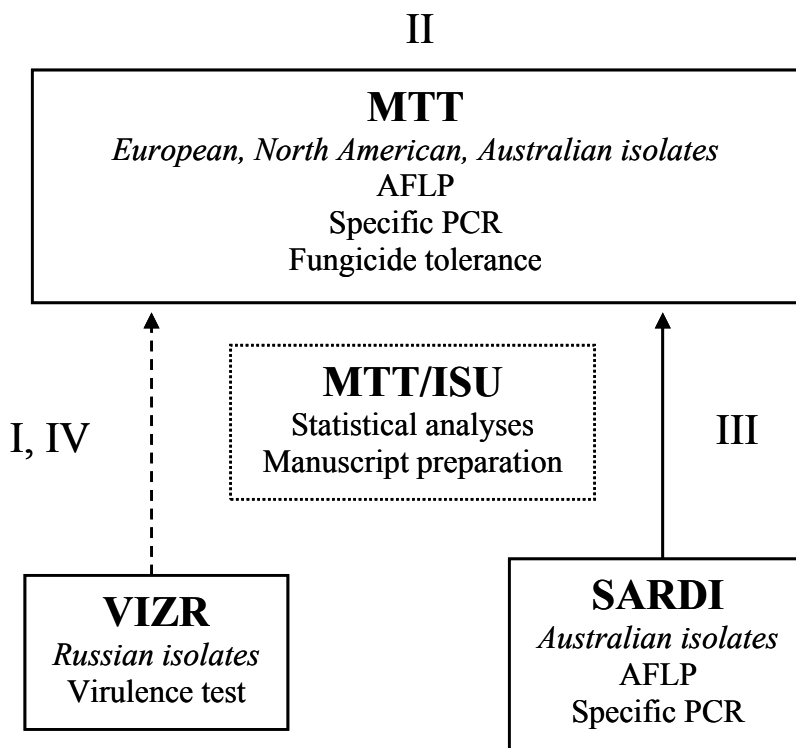 II
MTT
European, North American, Australian isolates
AFLP
Specific PCR
Fungicide tolerance
MTT/ISU
Statistical analyses
Manuscript preparation
I, IV
III
VIZR
Russian isolates
Virulence test
SARDI
Australian isolates
AFLP
Specific PCR